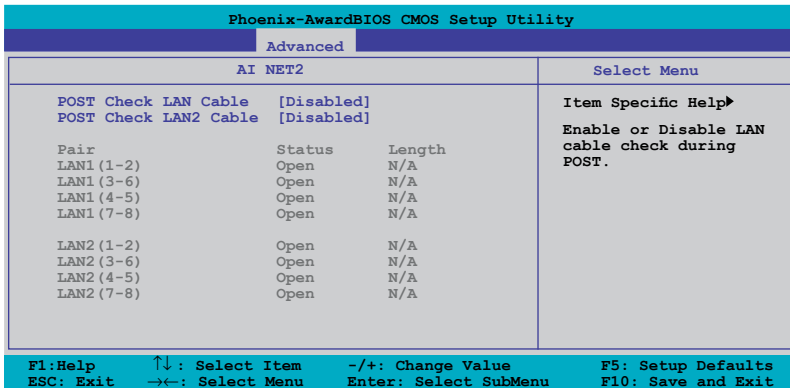 Phoenix-AwardBIOS CMOS Setup Utility
Advanced
AI NET2
Select Menu
POST Check LAN Cable [Disabled]
POST Check LAN2 Cable [Disabled]
Item Specific Help▶
Enable or Disable LAN
cable check during
POST.
Pair Status Length
LAN1(1-2) Open N/A
LAN1(3-6) Open N/A
LAN1(4-5) Open N/A
LAN1(7-8) Open N/A
LAN2(1-2) Open N/A
LAN2(3-6) Open N/A
LAN2(4-5) Open N/A
LAN2(7-8) Open N/A
F1:Help ↑↓: Select Item -/+: Change Value F5: Setup Defaults
ESC: Exit →←: Select Menu Enter: Select SubMenu F10: Save and Exit